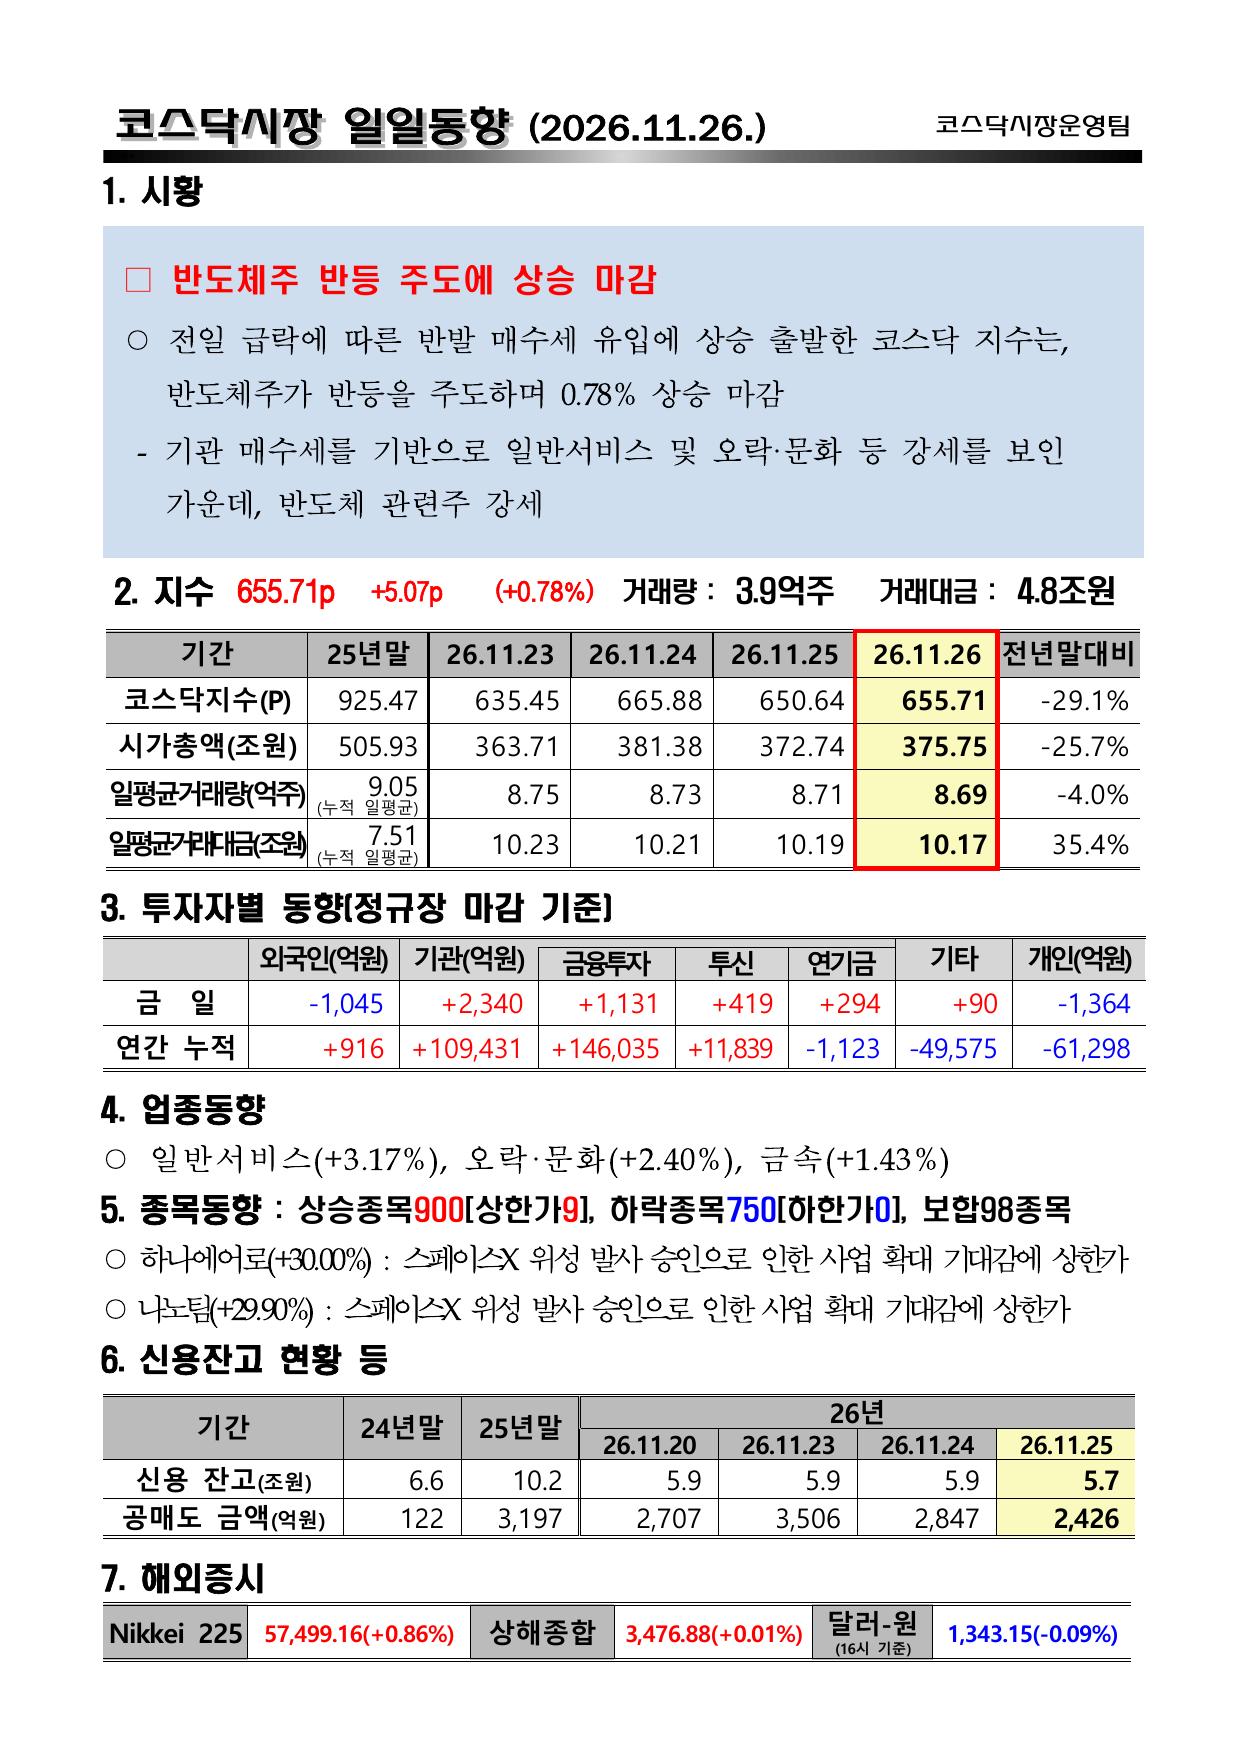 코스닥시장 일일동향 (2026.11.26.) 코스닥시장운영팀
1. 시황
□ 반도체주 반등 주도에 상승 마감
○ 전일 급락에 따른 반발 매수세 유입에 상승 출발한 코스닥 지수는,
반도체주가 반등을 주도하며 0.78% 상승 마감
- 기관 매수세를 기반으로 일반서비스 및 오락·문화 등 강세를 보인
가운데, 반도체 관련주 강세
2. 지수 655.71p +5.07p (+0.78%) 거래량 : 3.9억주 거래대금 : 4.8조원
기간 25년말 26.11.23 26.11.24 26.11.25 26.11.26 전년말대비
코스닥지수(P) 925.47 635.45 665.88 650.64 655.71 -29.1%
시가총액(조원) 505.93 363.71 381.38 372.74 375.75 -25.7%
일평균거래량(억주) 9.05 (누적 일평균) 8.75 8.73 8.71 8.69 -4.0%
일평균거래대금(조원) 7.51 (누적 일평균) 10.23 10.21 10.19 10.17 35.4%
3. 투자자별 동향(정규장 마감 기준)
외국인(억원) 기관(억원) 금융투자 투신 연기금 기타 개인(억원)
금 일 -1,045 +2,340 +1,131 +419 +294 +90 -1,364
연간 누적 +916 +109,431 +146,035 +11,839 -1,123 -49,575 -61,298
4. 업종동향
○ 일반서비스(+3.17%), 오락·문화(+2.40%), 금속(+1.43%)
5. 종목동향 : 상승종목900[상한가9], 하락종목750[하한가0], 보합98종목
○ 하나에어로(+30.00%) : 스페이스X 위성 발사 승인으로 인한 사업 확대 기대감에 상한가
○ 나노팀(+29.90%) : 스페이스X 위성 발사 승인으로 인한 사업 확대 기대감에 상한가
6. 신용잔고 현황 등
기간 24년말 25년말 26년
26.11.20 26.11.23 26.11.24 26.11.25
신용 잔고(조원) 6.6 10.2 5.9 5.9 5.9 5.7
공매도 금액(억원) 122 3,197 2,707 3,506 2,847 2,426
7. 해외증시
Nikkei 225 57,499.16(+0.86%) 상해종합 3,476.88(+0.01%) 달러-원 (16시 기준) 1,343.15(-0.09%)